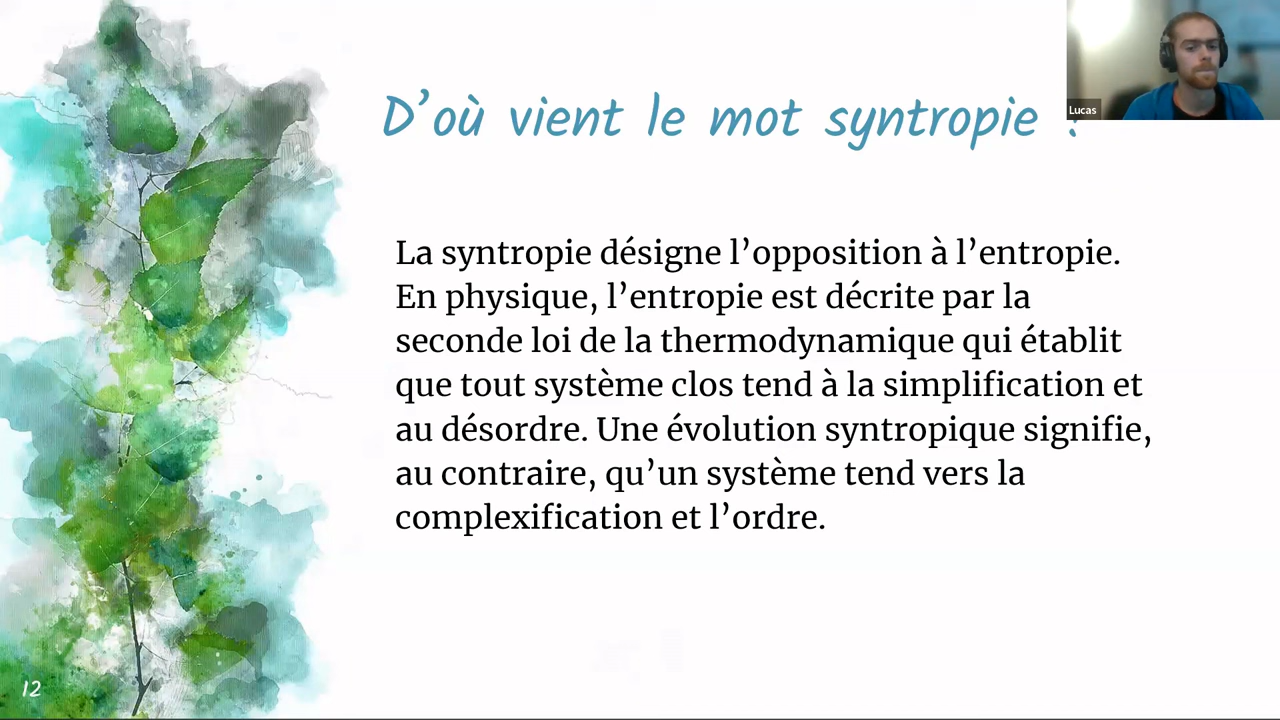 D’où vient le mot syntropie ?
Lucas
La syntropie désigne l’opposition à l’entropie.
En physique, l’entropie est décrite par la
seconde loi de la thermodynamique qui établit
que tout système clos tend à la simplification et
au désordre. Une évolution syntropique signifie,
au contraire, qu’un système tend vers la
complexification et l’ordre.
12